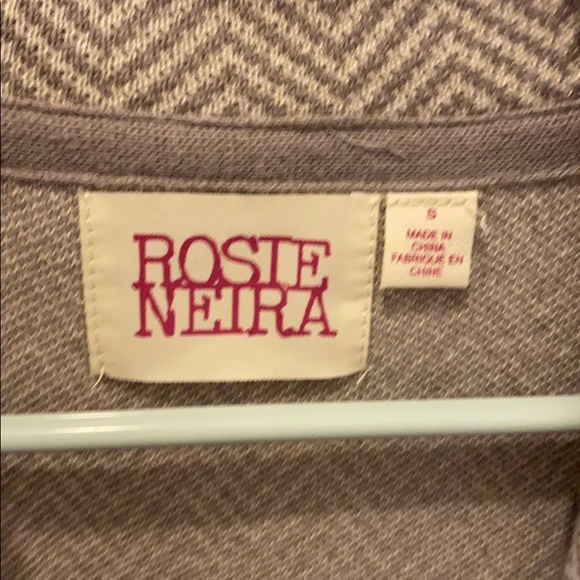 ROSIE
NEIRA
S
MADE IN
CHINA
FABRIQUE EN
CHINE